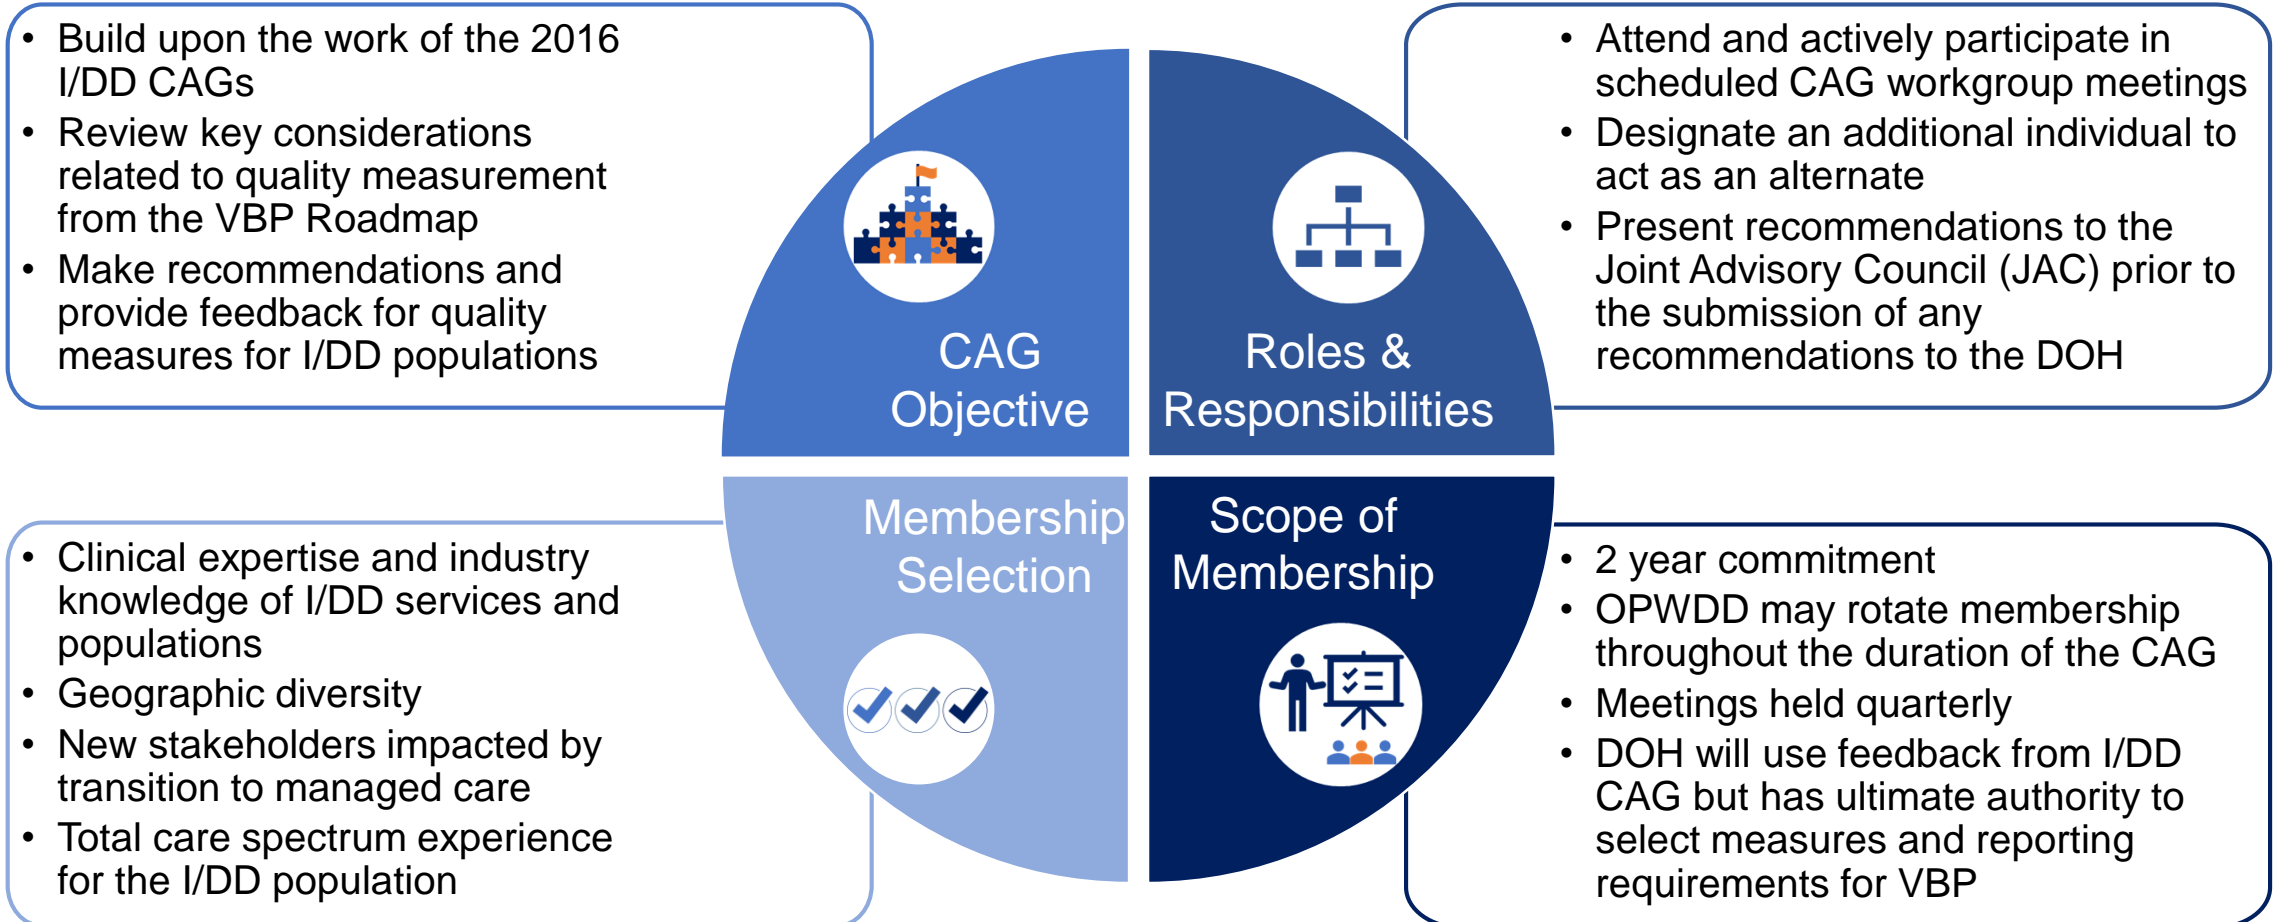 • Build upon the work of the 2016
I/DD CAGs
• Review key considerations
related to quality measurement
from the VBP Roadmap
• Make recommendations and
provide feedback for quality
measures for I/DD populations
CAG
Objective
• Attend and actively participate in
scheduled CAG workgroup meetings
• Designate an additional individual to
act as an alternate
• Present recommendations to the
Joint Advisory Council (JAC) prior to
the submission of any
recommendations to the DOH
Roles &
Responsibilities
• Clinical expertise and industry
knowledge of I/DD services and
populations
• Geographic diversity
• New stakeholders impacted by
transition to managed care
• Total care spectrum experience
for the I/DD population
Membership
Selection
Scope of
Membership
• 2 year commitment
• OPWDD may rotate membership
throughout the duration of the CAG
• Meetings held quarterly
• DOH will use feedback from I/DD
CAG but has ultimate authority to
select measures and reporting
requirements for VBP